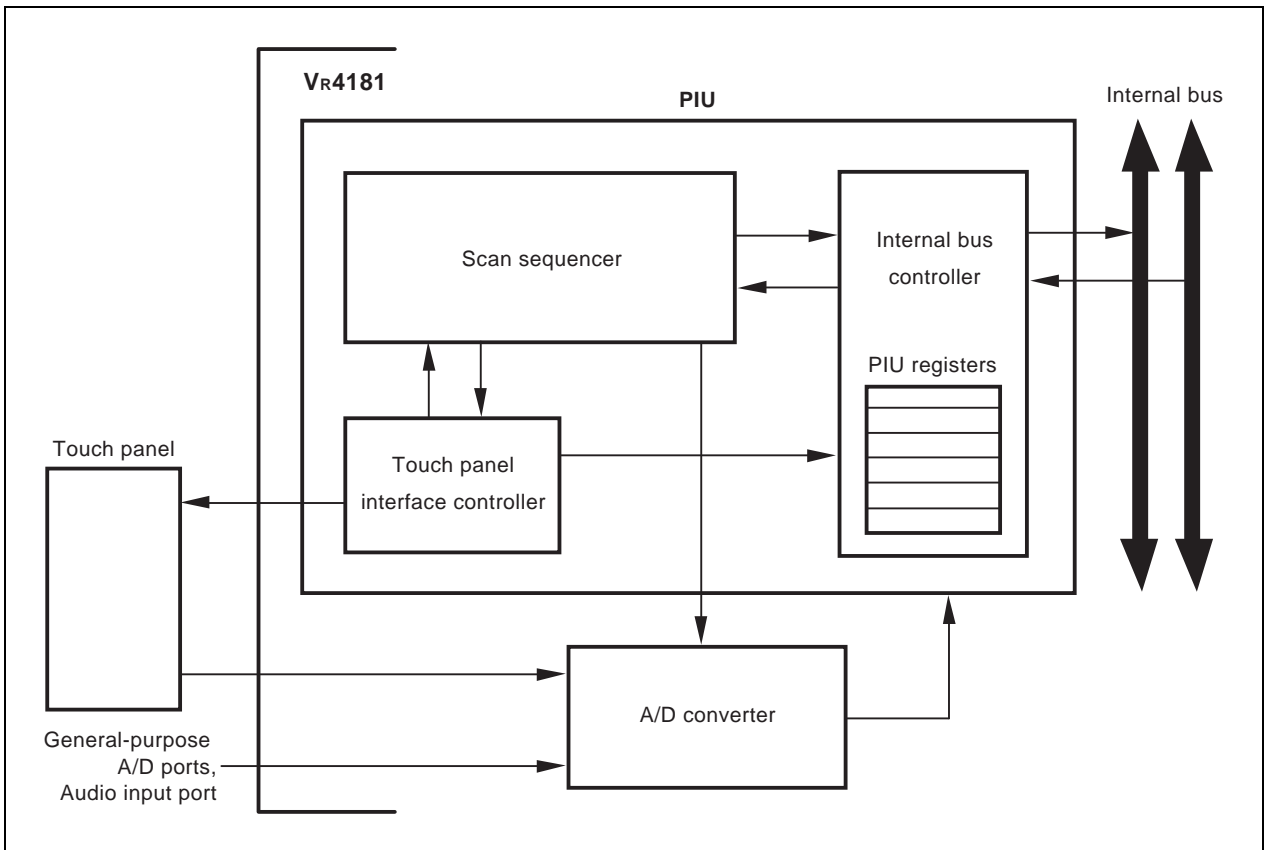 VR4181
PIU
Internal bus
Scan sequencer
Internal bus
controller
PIU registers
Touch panel
Touch panel
interface controller
A/D converter
General-purpose
A/D ports,
Audio input port